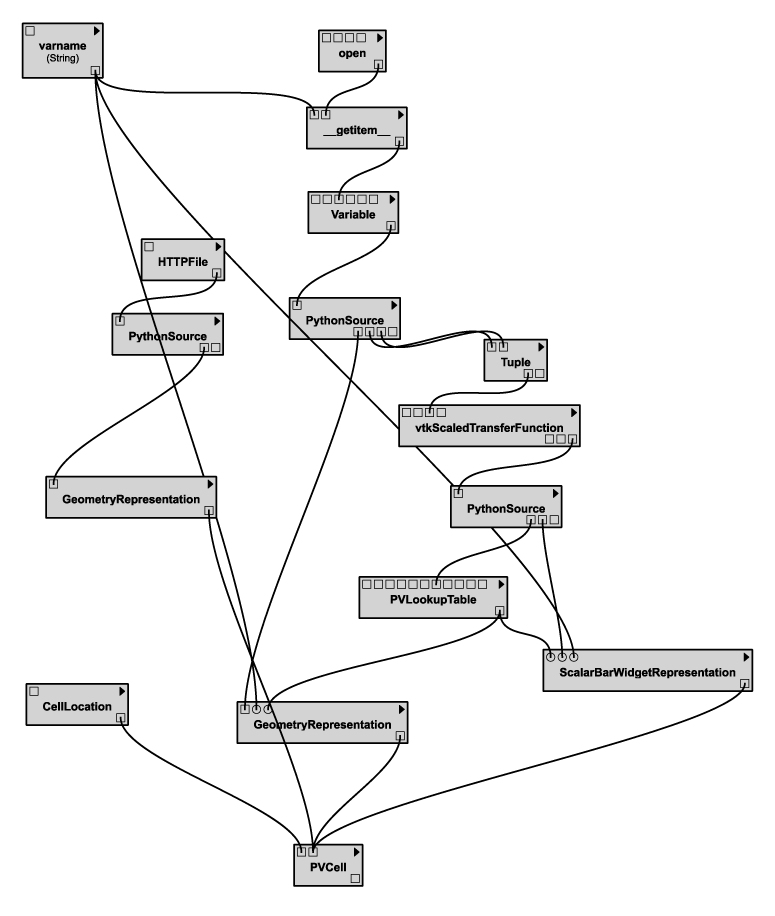 varname
(String)
open
__getitem__
Variable
HTTPFile
PythonSource
PythonSource
Tuple
vtkScaledTransferFunction
GeometryRepresentation
PythonSource
PVLookupTable
ScalarBarWidgetRepresentation
CellLocation
GeometryRepresentation
PVCell